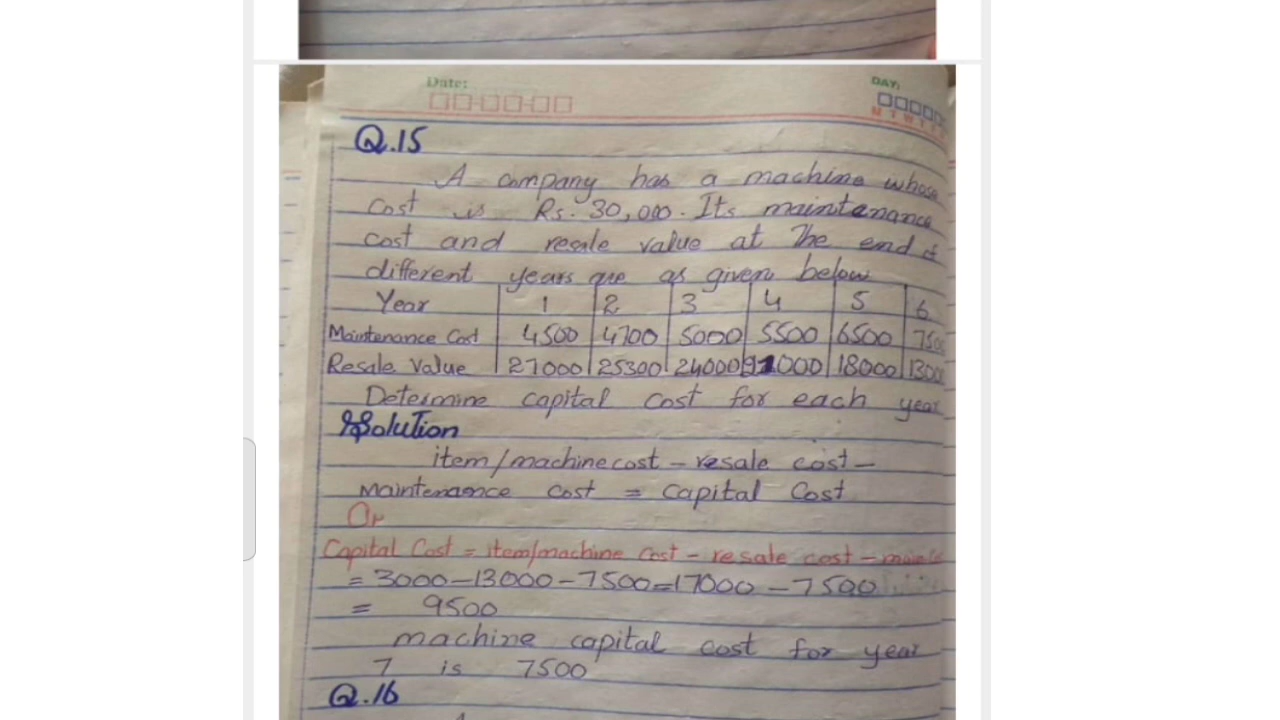 Date:
DAY:
M T W T
Q.15
A company has a machine whose
cost is Rs. 30,000. Its maintenance
cost and resale value at the end of
different years are as given below
Year 1 2 3 4 5 6
Maintenance Cost 4500 4700 5000 5500 6500 750
Resale Value 27000 25300 24000 000 18000 1300
Determine capital cost for each year
Solution
item/machine cost - resale cost -
Maintenance cost = Capital Cost
Or
Capital Cost = item/machine cost - resale cost -
= 3000-13000-7500=17000-7500
= 9500
machine capital cost for year
7 is 7500
Q.16